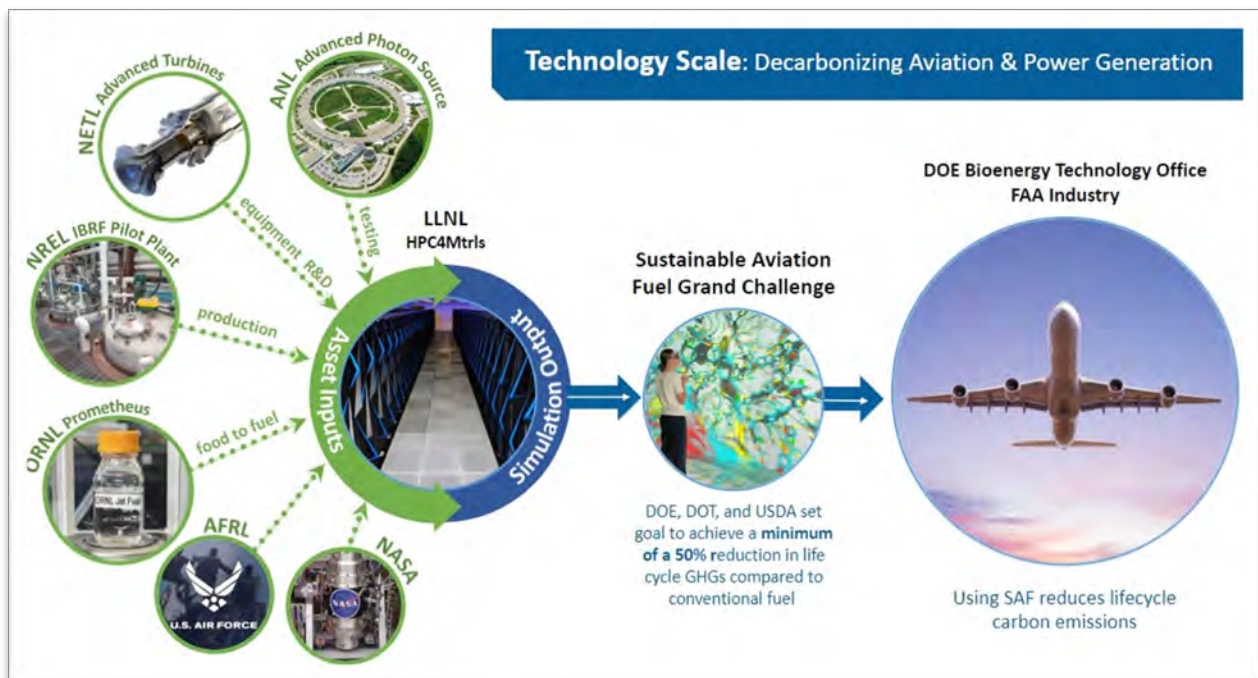 Technology Scale: Decarbonizing Aviation & Power Generation
NETL Advanced Turbines
ANL Advanced Photon Source
NREL IBRF Pilot Plant
ORNL Prometheus
AFRL
NASA
equipment R&D
testing
production
food to fuel
ORNL Jet Fuel
U.S. AIR FORCE
NASA
LLNL
HPC4Mtrls
Asset Inputs
Simulation Output
Sustainable Aviation
Fuel Grand Challenge
DOE, DOT, and USDA set
goal to achieve a minimum
of a 50% reduction in life
cycle GHGs compared to
conventional fuel
DOE Bioenergy Technology Office
FAA Industry
Using SAF reduces lifecycle
carbon emissions